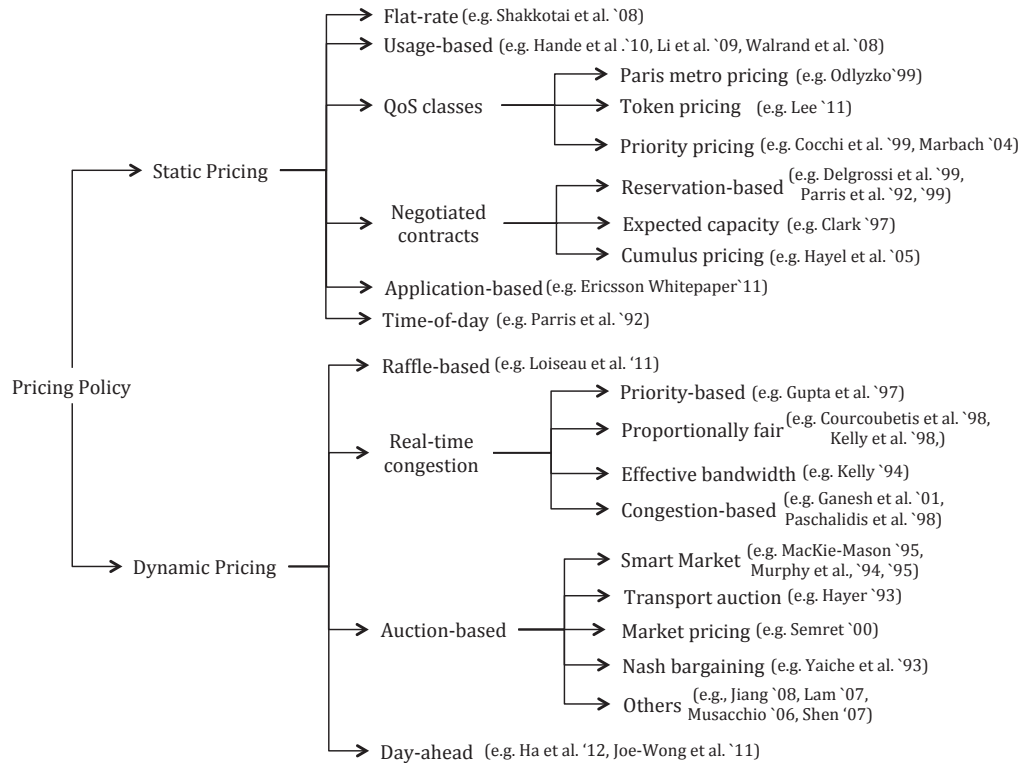 Flat-rate (e.g. Shakkotai et al. `08)
Usage-based (e.g. Hande et al .`10, Li et al. `09, Walrand et al. `08)
Paris metro pricing (e.g. Odlyzko`99)
QoS classes
Token pricing (e.g. Lee `11)
Priority pricing (e.g. Cocchi et al. `99, Marbach `04)
Static Pricing
Reservation-based (e.g. Delgrossi et al. `99,
Parris et al. `92, `99)
Negotiated
contracts
Expected capacity (e.g. Clark `97)
Cumulus pricing (e.g. Hayel et al. `05)
Application-based (e.g. Ericsson Whitepaper`11)
Time-of-day (e.g. Parris et al. `92)
Pricing Policy
Raffle-based (e.g. Loiseau et al. ‘11)
Priority-based (e.g. Gupta et al. `97)
Real-time
congestion
Proportionally fair (e.g. Courcoubetis et al. `98,
Kelly et al. `98,)
Effective bandwidth (e.g. Kelly `94)
Congestion-based (e.g. Ganesh et al. `01,
Paschalidis et al. `98)
Dynamic Pricing
Smart Market (e.g. MacKie-Mason `95,
Murphy et al., `94, `95)
Transport auction (e.g. Hayer `93)
Auction-based
Market pricing (e.g. Semret `00)
Nash bargaining (e.g. Yaiche et al. `93)
Others (e.g., Jiang `08, Lam `07,
Musacchio `06, Shen ‘07)
Day-ahead (e.g. Ha et al. ‘12, Joe-Wong et al. `11)